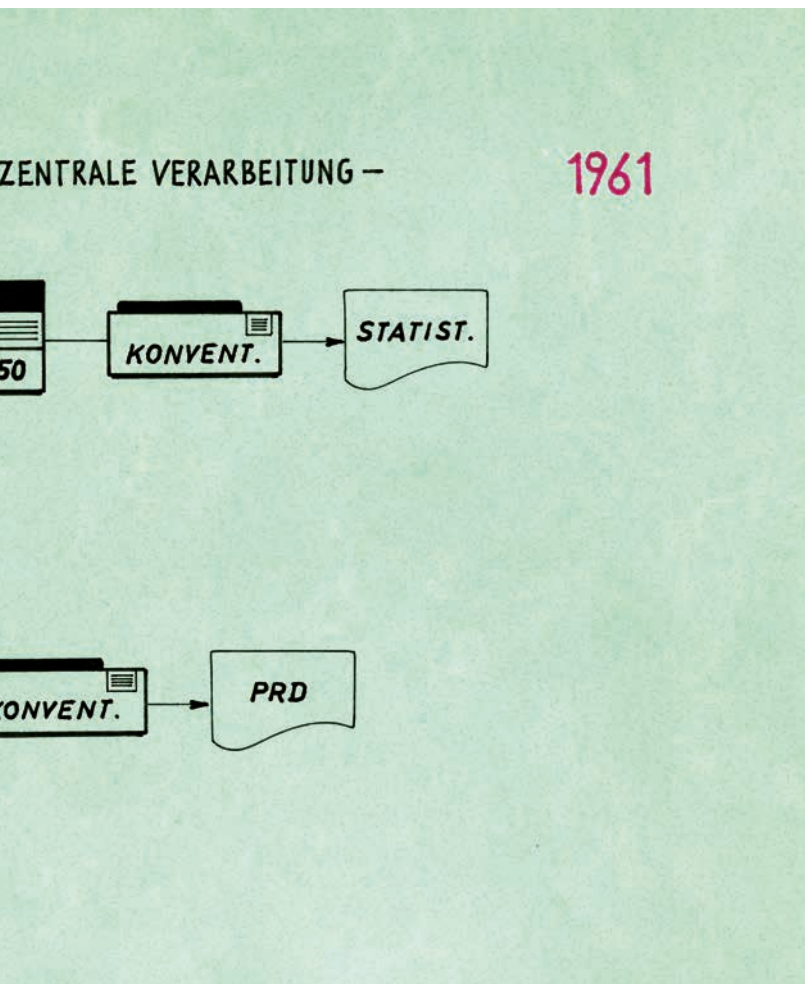 ZENTRALE VERARBEITUNG – 1961
50
KONVENT.
STATIST.
KONVENT.
PRD